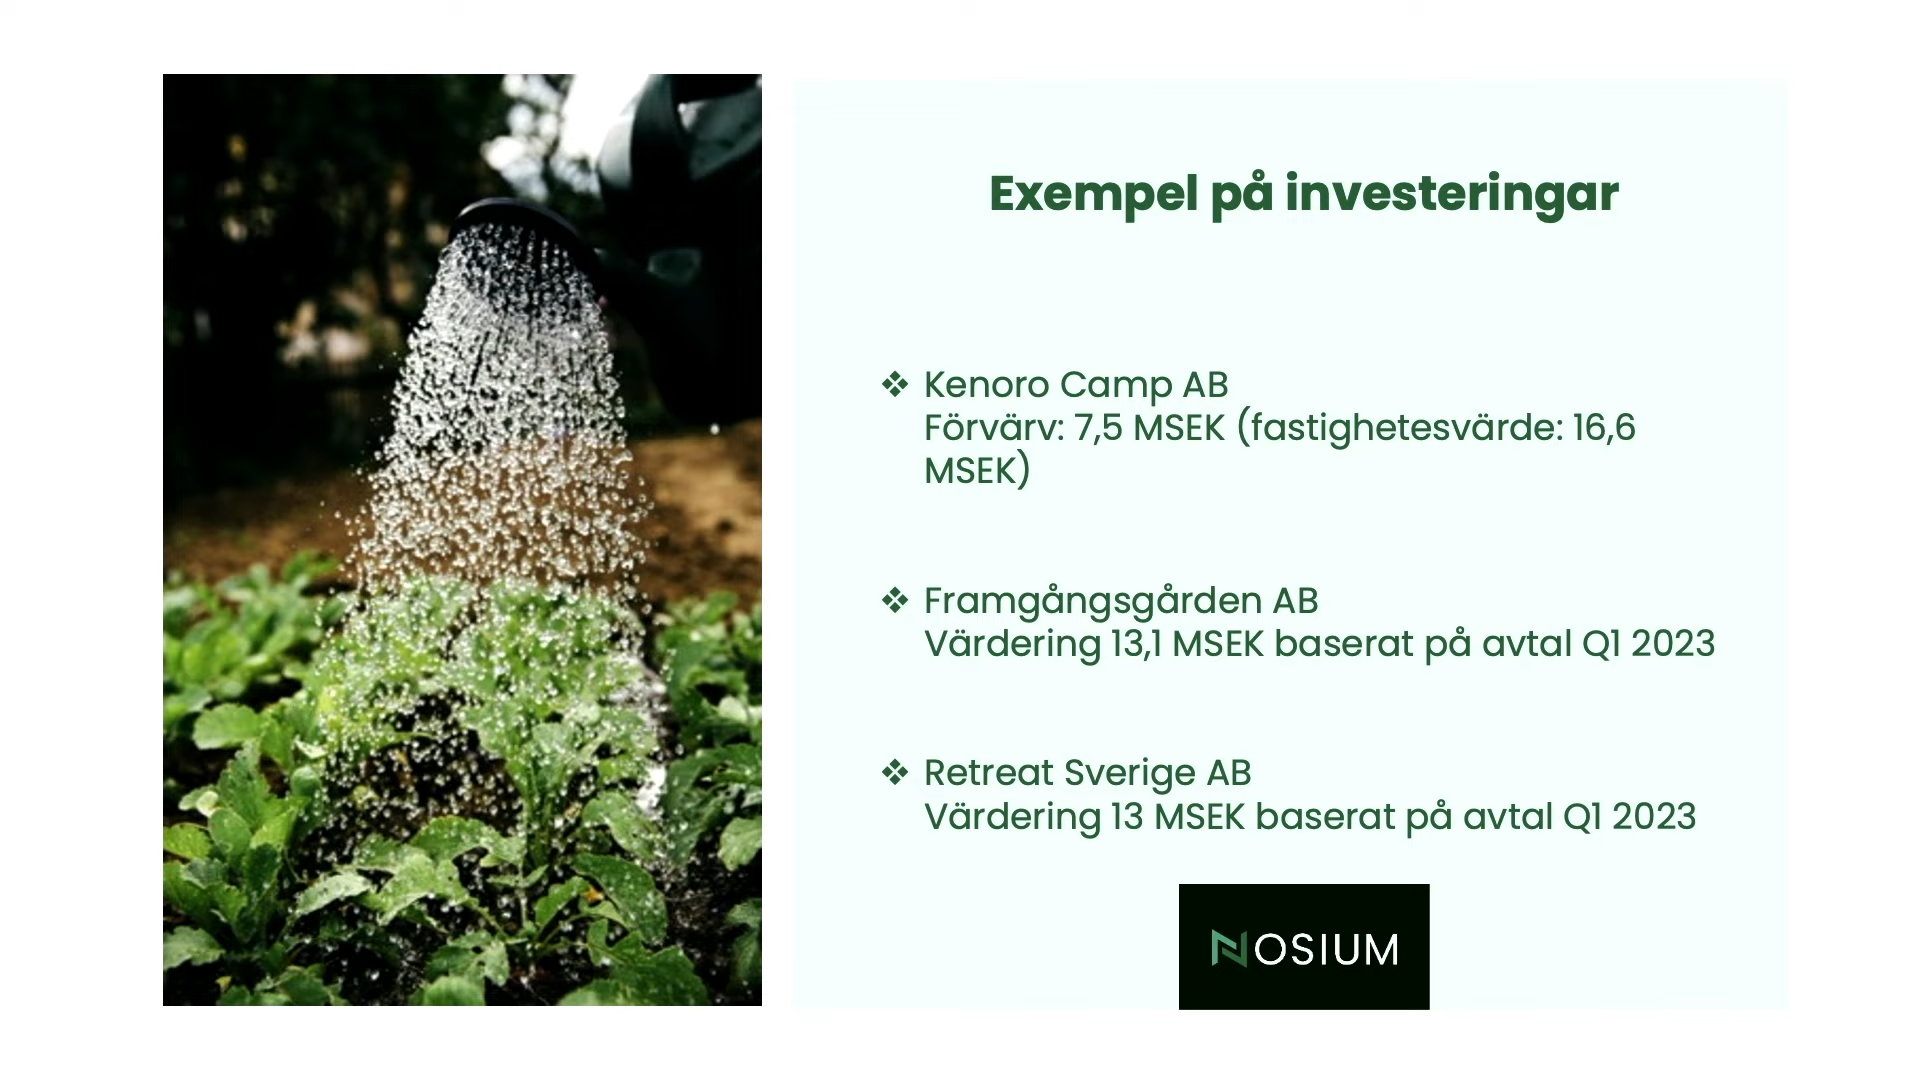 Exempel på investeringar
❖ Kenoro Camp AB
Förvärv: 7,5 MSEK (fastighetesvärde: 16,6
MSEK)
❖ Framgångsgården AB
Värdering 13,1 MSEK baserat på avtal Q1 2023
❖ Retreat Sverige AB
Värdering 13 MSEK baserat på avtal Q1 2023
NOSIUM